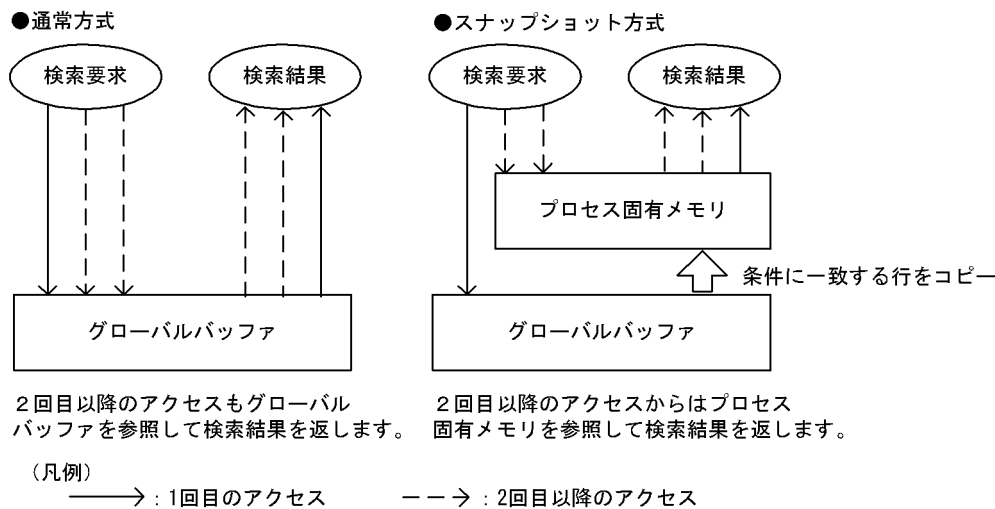 ●通常方式
検索要求
検索結果
グローバルバッファ
２回目以降のアクセスもグローバル
バッファを参照して検索結果を返します。
●スナップショット方式
検索要求
検索結果
プロセス固有メモリ
条件に一致する行をコピー
グローバルバッファ
２回目以降のアクセスからはプロセス
固有メモリを参照して検索結果を返します。
（凡例）
：1回目のアクセス
：2回目以降のアクセス